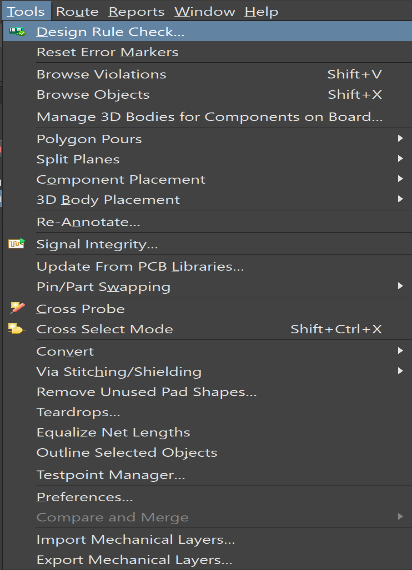 Tools Route Reports Window Help
Design Rule Check...
Reset Error Markers
Browse Violations Shift+V
Browse Objects Shift+X
Manage 3D Bodies for Components on Board...
Polygon Pours
Split Planes
Component Placement
3D Body Placement
Re-Annotate...
Signal Integrity...
Update From PCB Libraries...
Pin/Part Swapping
Cross Probe
Cross Select Mode Shift+Ctrl+X
Convert
Via Stitching/Shielding
Remove Unused Pad Shapes...
Teardrops...
Equalize Net Lengths
Outline Selected Objects
Testpoint Manager...
Preferences...
Compare and Merge
Import Mechanical Layers...
Export Mechanical Layers...